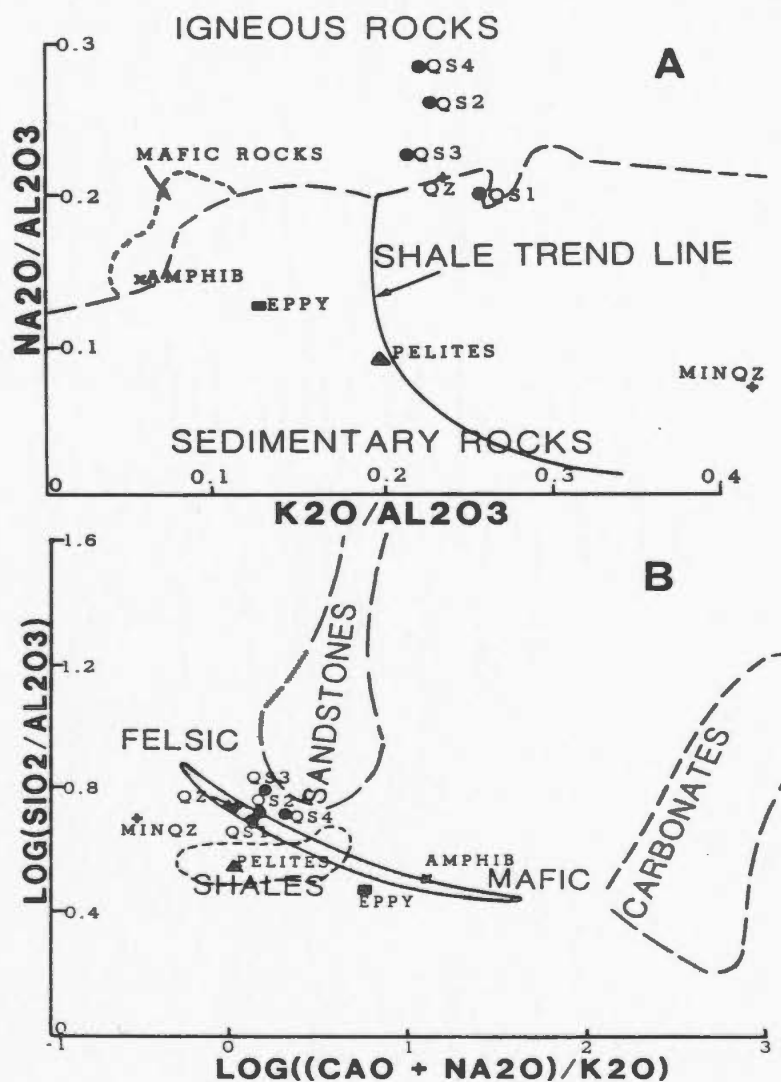 IGNEOUS ROCKS
A
0.3
QS4
QS2
MAFIC ROCKS
QS3
0.2
QZ
QS1
NA2O/AL2O3
SHALE TREND LINE
AMPHIB
EPPY
0.1
PELITES
MINQZ
SEDIMENTARY ROCKS
0
0.1
0.2
0.3
0.4
K2O/AL2O3
1.6
B
LOG(SIO2/AL2O3)
1.2
SANDSTONES
FELSIC
QS3
0.8
QZ
QS2
QS4
MINQZ
QS1
PELITES
AMPHIB
SHALES
EPPY
MAFIC
CARBONATES
0.4
0
-1
0
1
2
3
LOG((CAO + NA2O)/K2O)